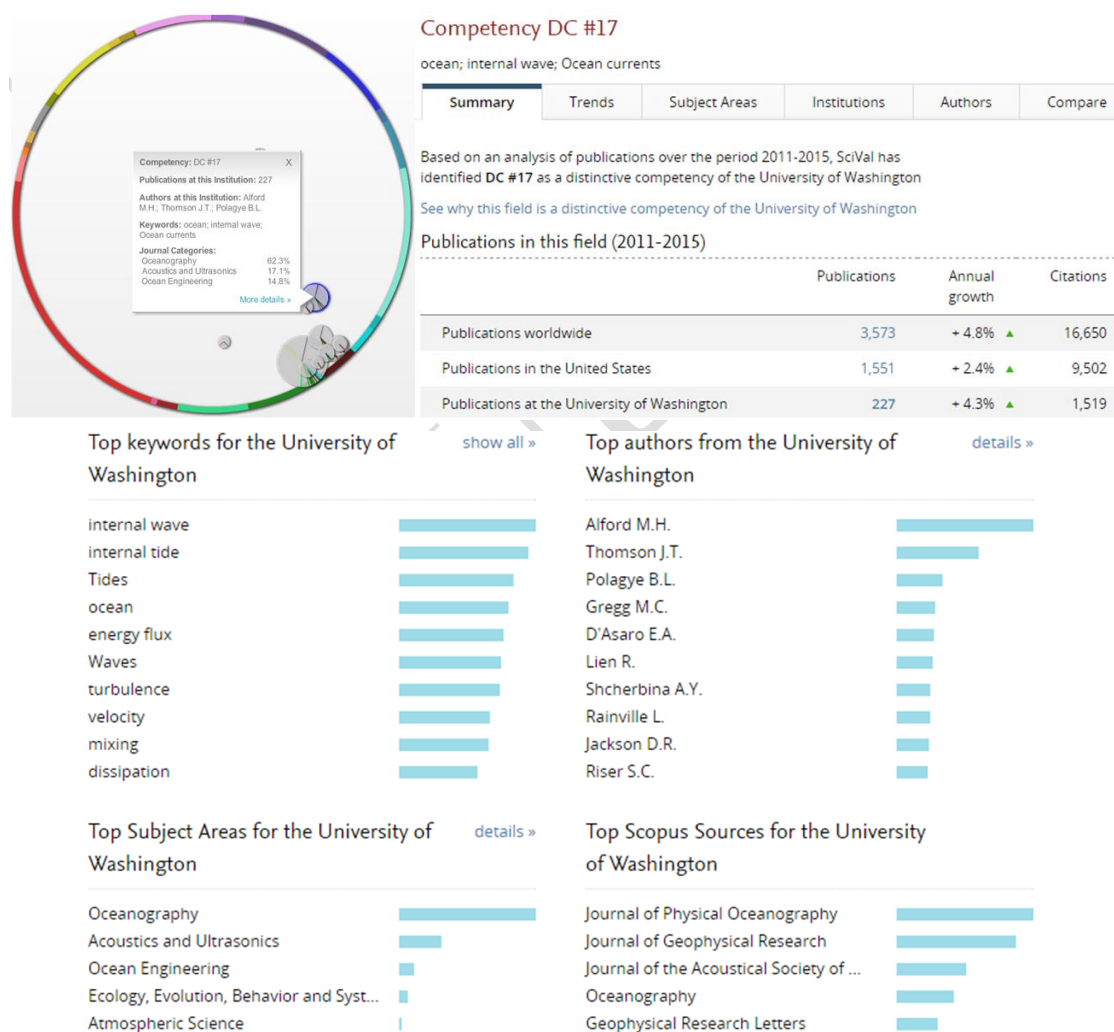 Competency DC #17
ocean; internal wave; Ocean currents
Summary Trends Subject Areas Institutions Authors Compare
Based on an analysis of publications over the period 2011-2015, SciVal has
identified DC #17 as a distinctive competency of the University of Washington
See why this field is a distinctive competency of the University of Washington
Publications in this field (2011-2015)
Publications Annual growth Citations
Publications worldwide 3,573 + 4.8% ▲ 16,650
Publications in the United States 1,551 + 2.4% ▲ 9,502
Publications at the University of Washington 227 + 4.3% ▲ 1,519
Competency: DC #17 X
Publications at this Institution: 227
Authors at this Institution: Alford
M.H.; Thomson J.T.; Polagye B.L.
Keywords: ocean; internal wave;
Ocean currents
Journal Categories:
Oceanography 62.3%
Acoustics and Ultrasonics 17.1%
Ocean Engineering 14.8%
More details »
Top keywords for the University of
Washington
show all »
internal wave
internal tide
Tides
ocean
energy flux
Waves
turbulence
velocity
mixing
dissipation
Top authors from the University of
Washington
details »
Alford M.H.
Thomson J.T.
Polagye B.L.
Gregg M.C.
D'Asaro E.A.
Lien R.
Shcherbina A.Y.
Rainville L.
Jackson D.R.
Riser S.C.
Top Subject Areas for the University of
Washington
details »
Oceanography
Acoustics and Ultrasonics
Ocean Engineering
Ecology, Evolution, Behavior and Syst...
Atmospheric Science
Top Scopus Sources for the University
of Washington
Journal of Physical Oceanography
Journal of Geophysical Research
Journal of the Acoustical Society of ...
Oceanography
Geophysical Research Letters